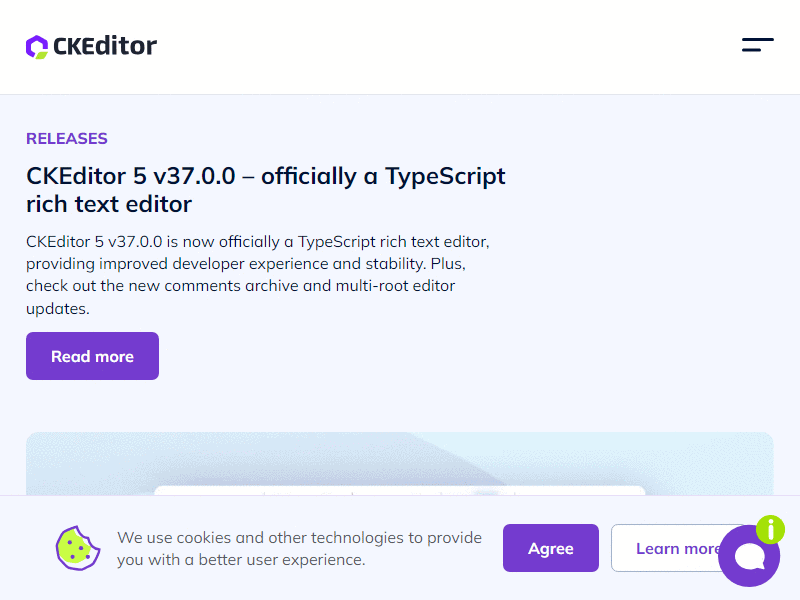 CKEditor
RELEASES
CKEditor 5 v37.0.0 – officially a TypeScript
rich text editor
CKEditor 5 v37.0.0 is now officially a TypeScript rich text editor,
providing improved developer experience and stability. Plus,
check out the new comments archive and multi-root editor
updates.
Read more
We use cookies and other technologies to provide
you with a better user experience.
Agree
Learn more